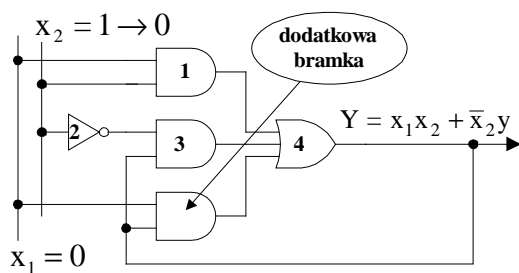 x₂ = 1 → 0
dodatkowa
bramka
1
2
3
4
Y = x₁x₂ + x̅₂y
x₁ = 0